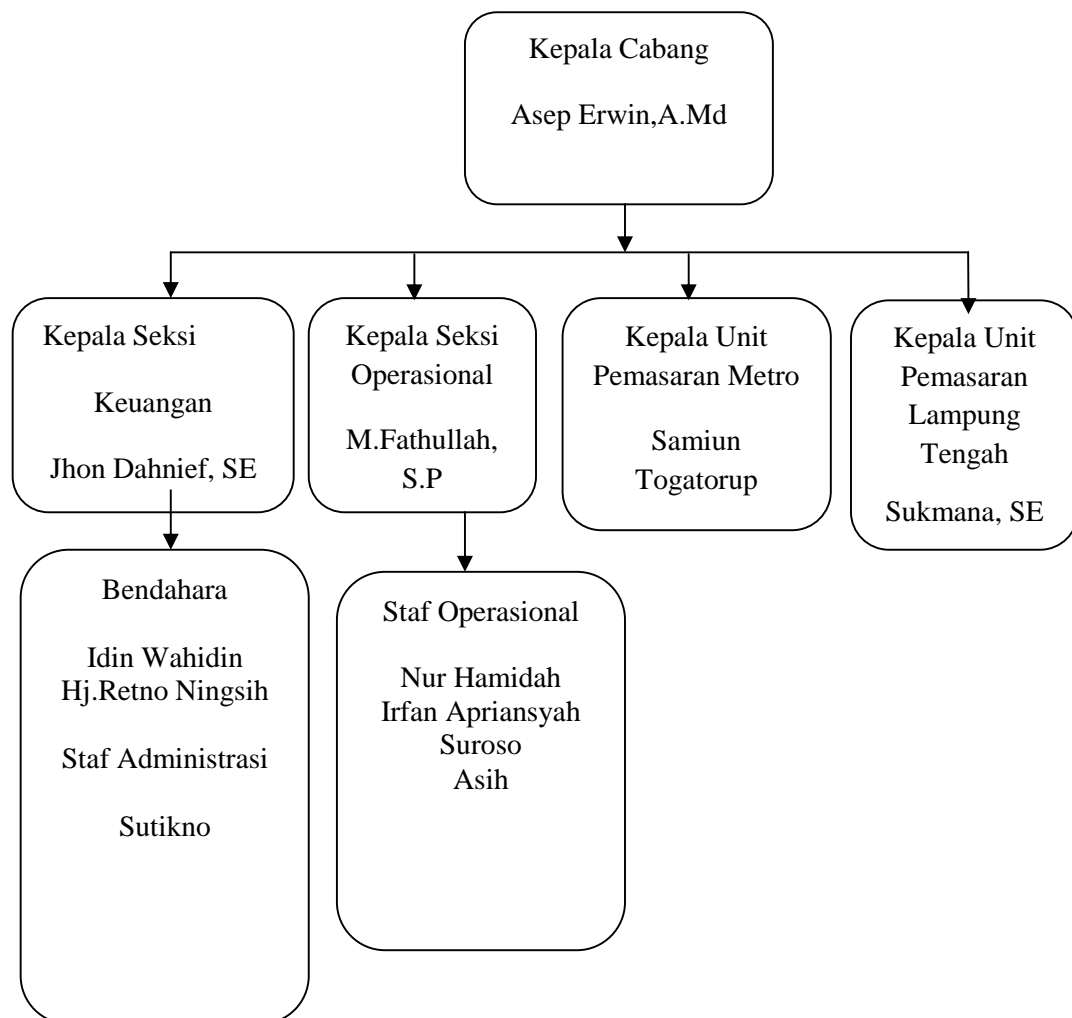 Kepala Cabang
Asep Erwin,A.Md
Kepala Seksi
Keuangan
Jhon Dahnief, SE
Kepala Seksi
Operasional
M.Fathullah,
S.P
Kepala Unit
Pemasaran Metro
Samiun
Togatorup
Kepala Unit
Pemasaran
Lampung
Tengah
Sukmana, SE
Bendahara
Idin Wahidin
Hj.Retno Ningsih
Staf Administrasi
Sutikno
Staf Operasional
Nur Hamidah
Irfan Apriansyah
Suroso
Asih